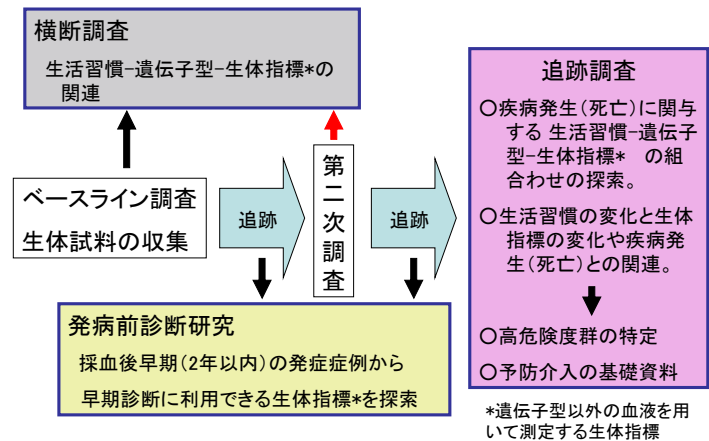 横断調査
生活習慣-遺伝子型-生体指標*の
関連
ベースライン調査
生体試料の収集
追跡
第二次調査
追跡
発病前診断研究
採血後早期(2年以内)の発症症例から
早期診断に利用できる生体指標*を探索
追跡調査
○疾病発生(死亡)に関与
する 生活習慣-遺伝子
型-生体指標* の組
合わせの探索。
○生活習慣の変化と生体
指標の変化や疾病発
生(死亡)との関連。
○高危険度群の特定
○予防介入の基礎資料
*遺伝子型以外の血液を用
いて測定する生体指標